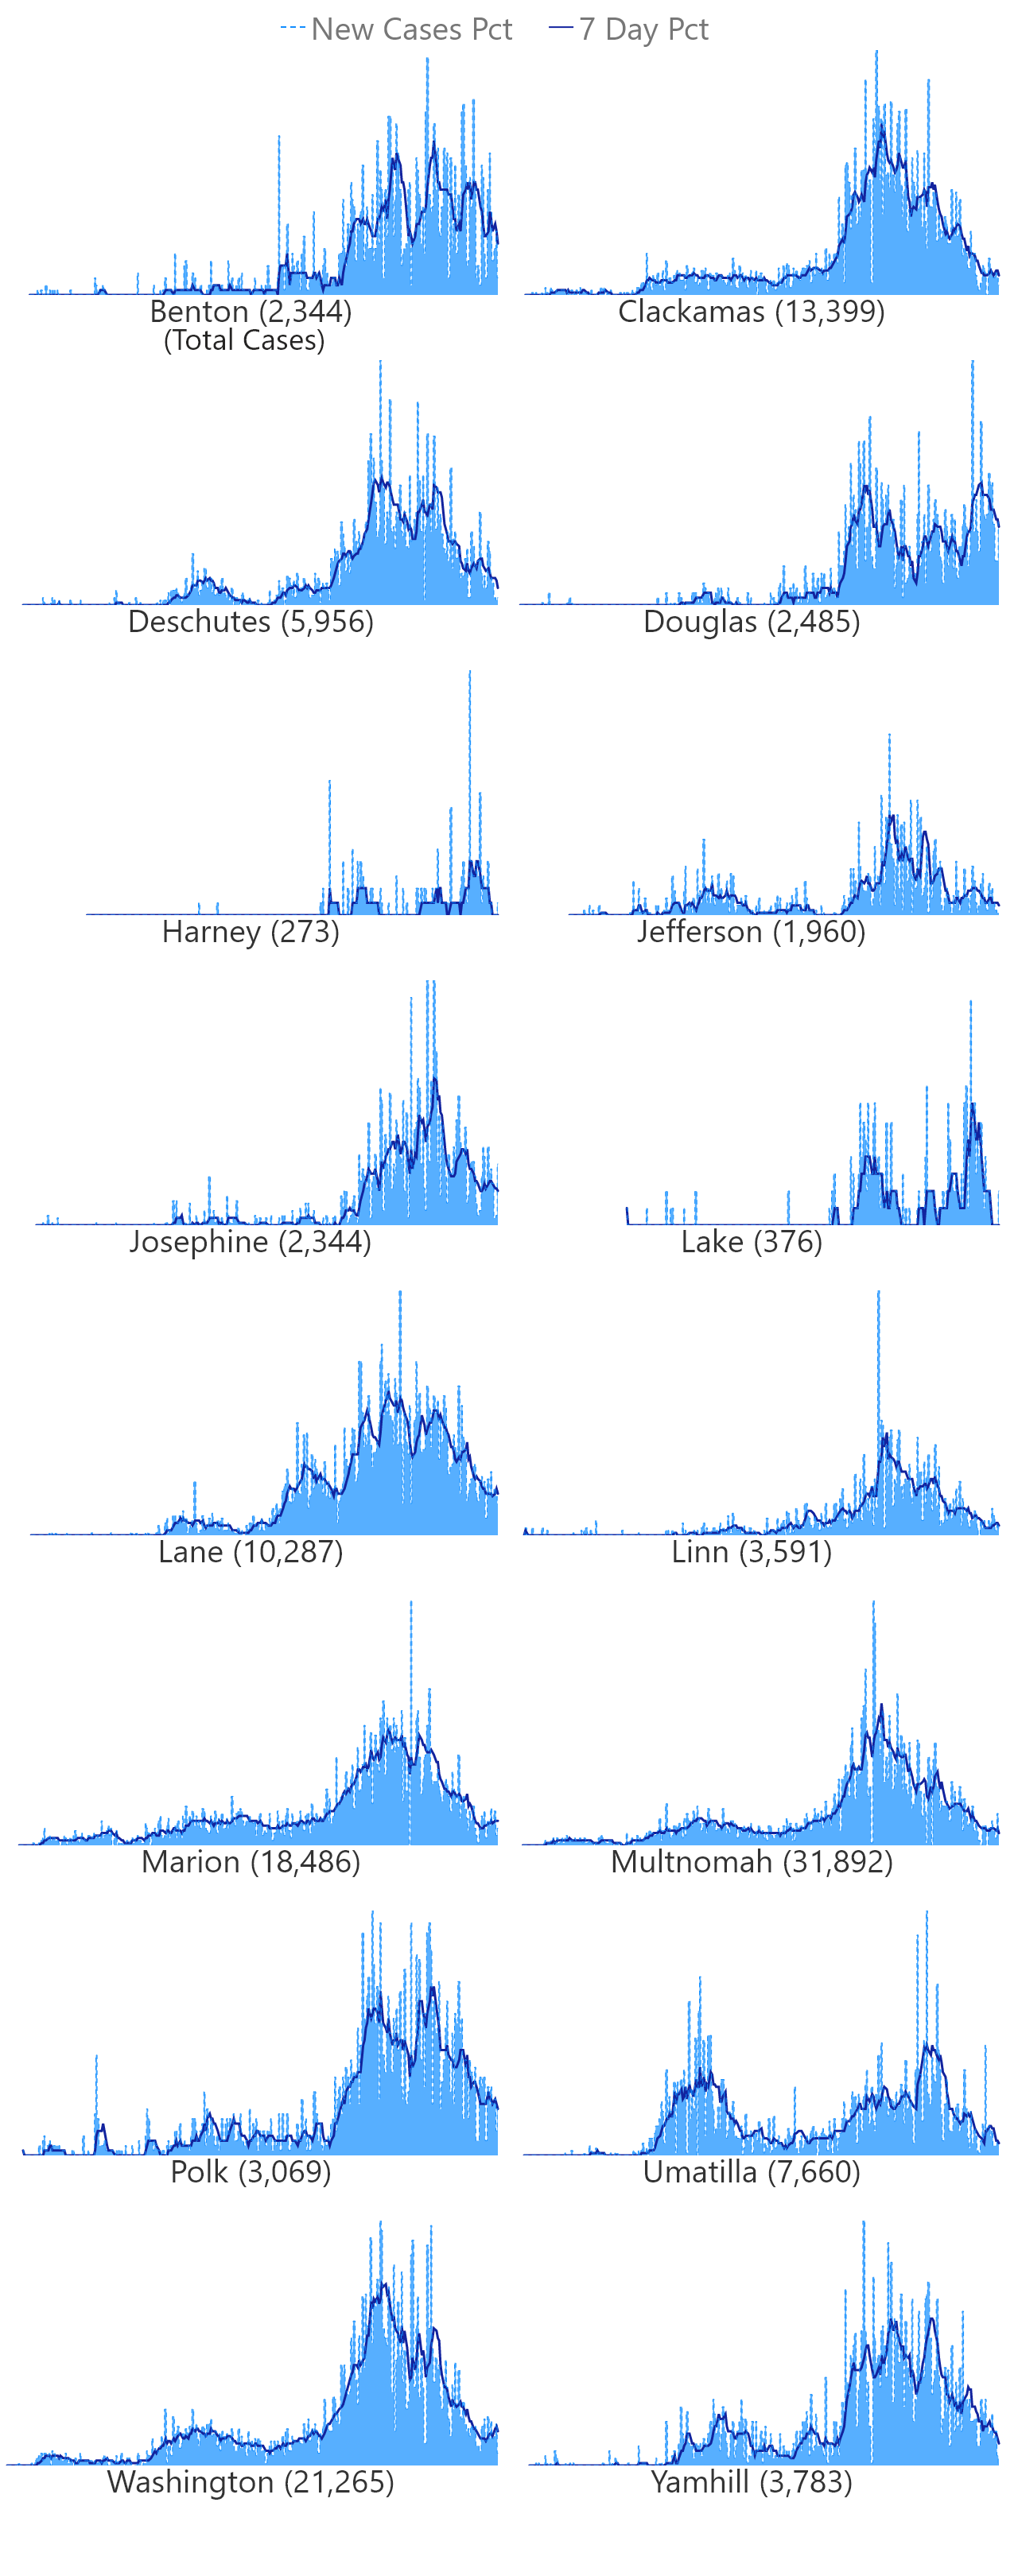 New Cases Pct 7 Day Pct
Benton (2,344) Clackamas (13,399)
(Total Cases)
Deschutes (5,956) Douglas (2,485)
Harney (273) Jefferson (1,960)
Josephine (2,344) Lake (376)
Lane (10,287) Linn (3,591)
Marion (18,486) Multnomah (31,892)
Polk (3,069) Umatilla (7,660)
Washington (21,265) Yamhill (3,783)